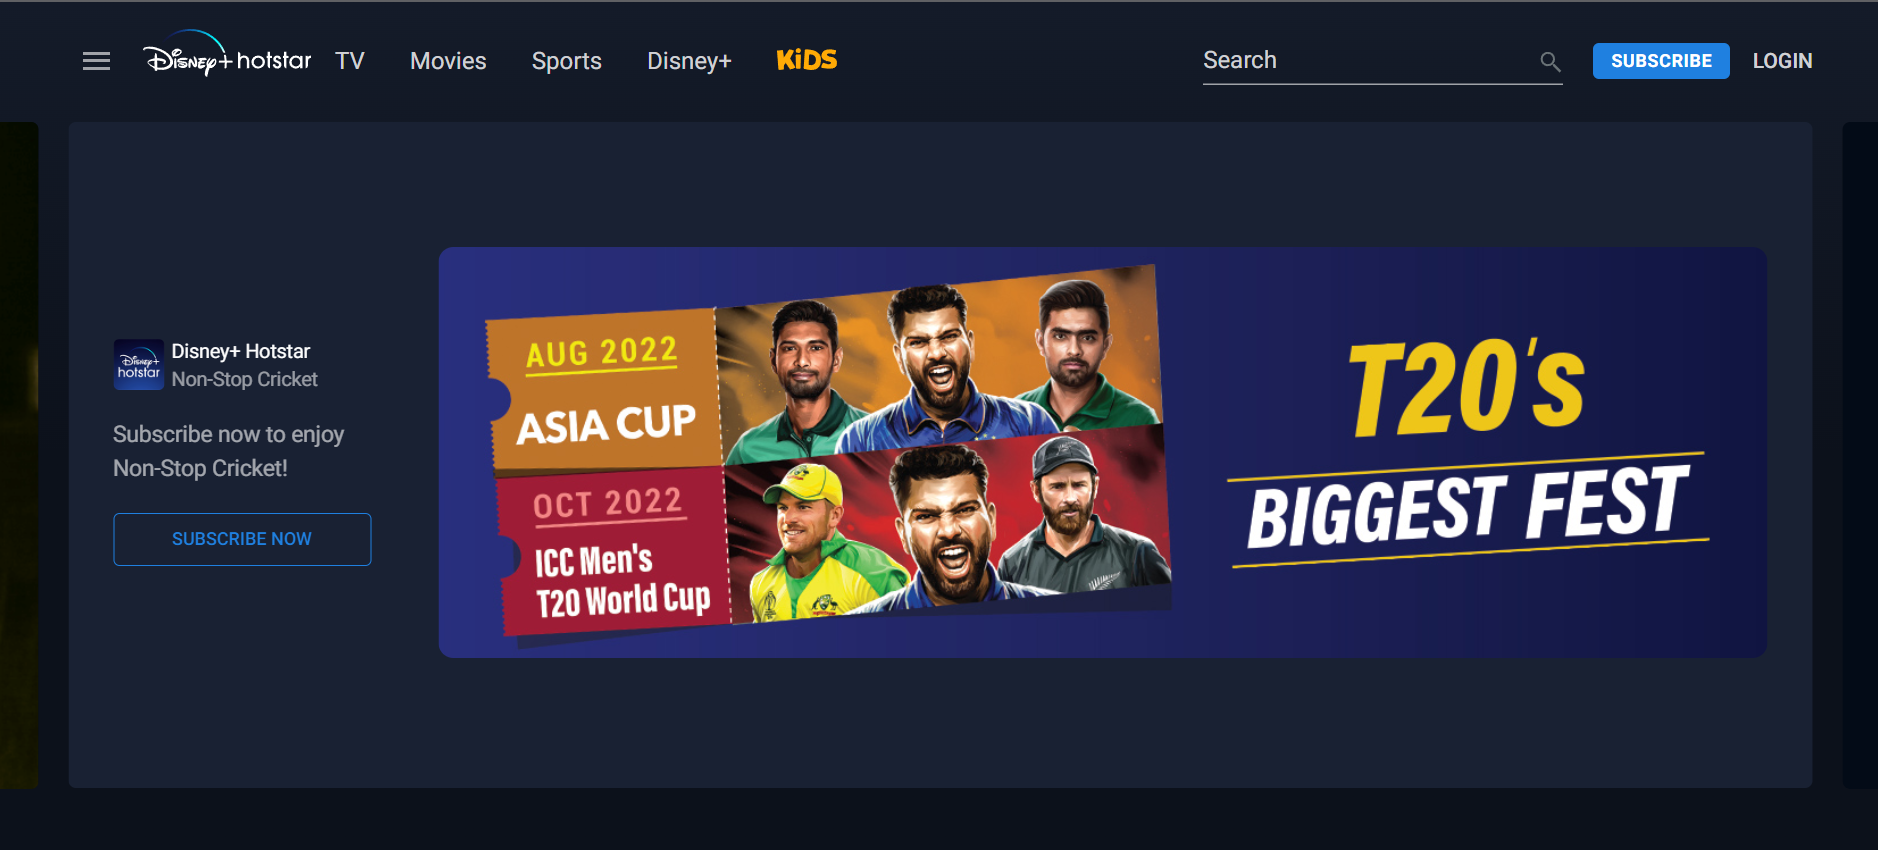 Disney+ hotstar
TV
Movies
Sports
Disney+
KiDS
Search
SUBSCRIBE
LOGIN
Disney+ Hotstar
Non-Stop Cricket
Disney+
hotstar
Subscribe now to enjoy
Non-Stop Cricket!
SUBSCRIBE NOW
AUG 2022
ASIA CUP
OCT 2022
ICC Men's
T20 World Cup
T20's
BIGGEST FEST